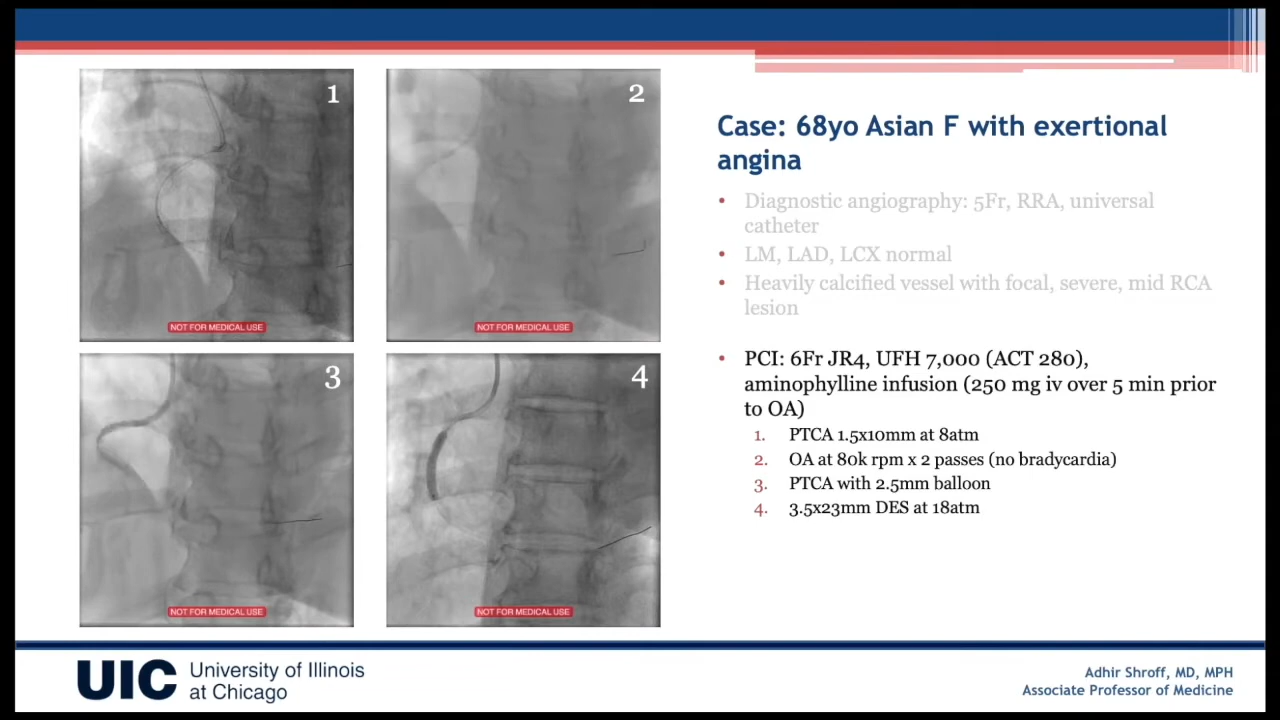 1
NOT FOR MEDICAL USE
2
NOT FOR MEDICAL USE
3
NOT FOR MEDICAL USE
4
NOT FOR MEDICAL USE
Case: 68yo Asian F with exertional
angina
• Diagnostic angiography: 5Fr, RRA, universal
catheter
• LM, LAD, LCX normal
• Heavily calcified vessel with focal, severe, mid RCA
lesion
• PCI: 6Fr JR4, UFH 7,000 (ACT 280),
aminophylline infusion (250 mg iv over 5 min prior
to OA)
1. PTCA 1.5x10mm at 8atm
2. OA at 80k rpm x 2 passes (no bradycardia)
3. PTCA with 2.5mm balloon
4. 3.5x23mm DES at 18atm
UIC University of Illinois
at Chicago
Adhir Shroff, MD, MPH
Associate Professor of Medicine